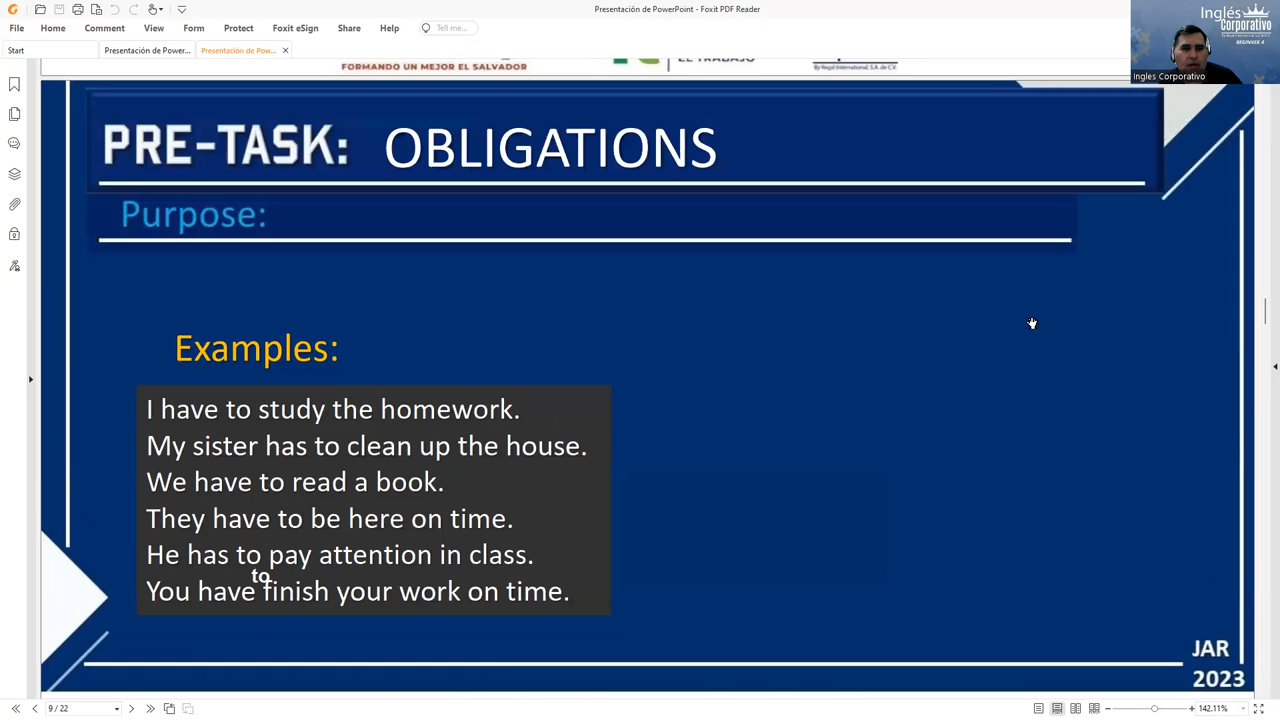 Presentación de PowerPoint - Foxit PDF Reader
File Home Comment View Form Protect Foxit eSign Share Help Tell me...
Start Presentación de Power... Presentación de Pow...
Inglés
Corporativo
BEGINNER 4
Ingles Corporativo
FORMANDO UN MEJOR EL SALVADOR
EL TRABAJO
By Regal International, S.A. de C.V.
PRE-TASK: OBLIGATIONS
Purpose:
Examples:
I have to study the homework.
My sister has to clean up the house.
We have to read a book.
They have to be here on time.
He has to pay attention in class.
to
You have finish your work on time.
JAR
2023
9 / 22
142.11%